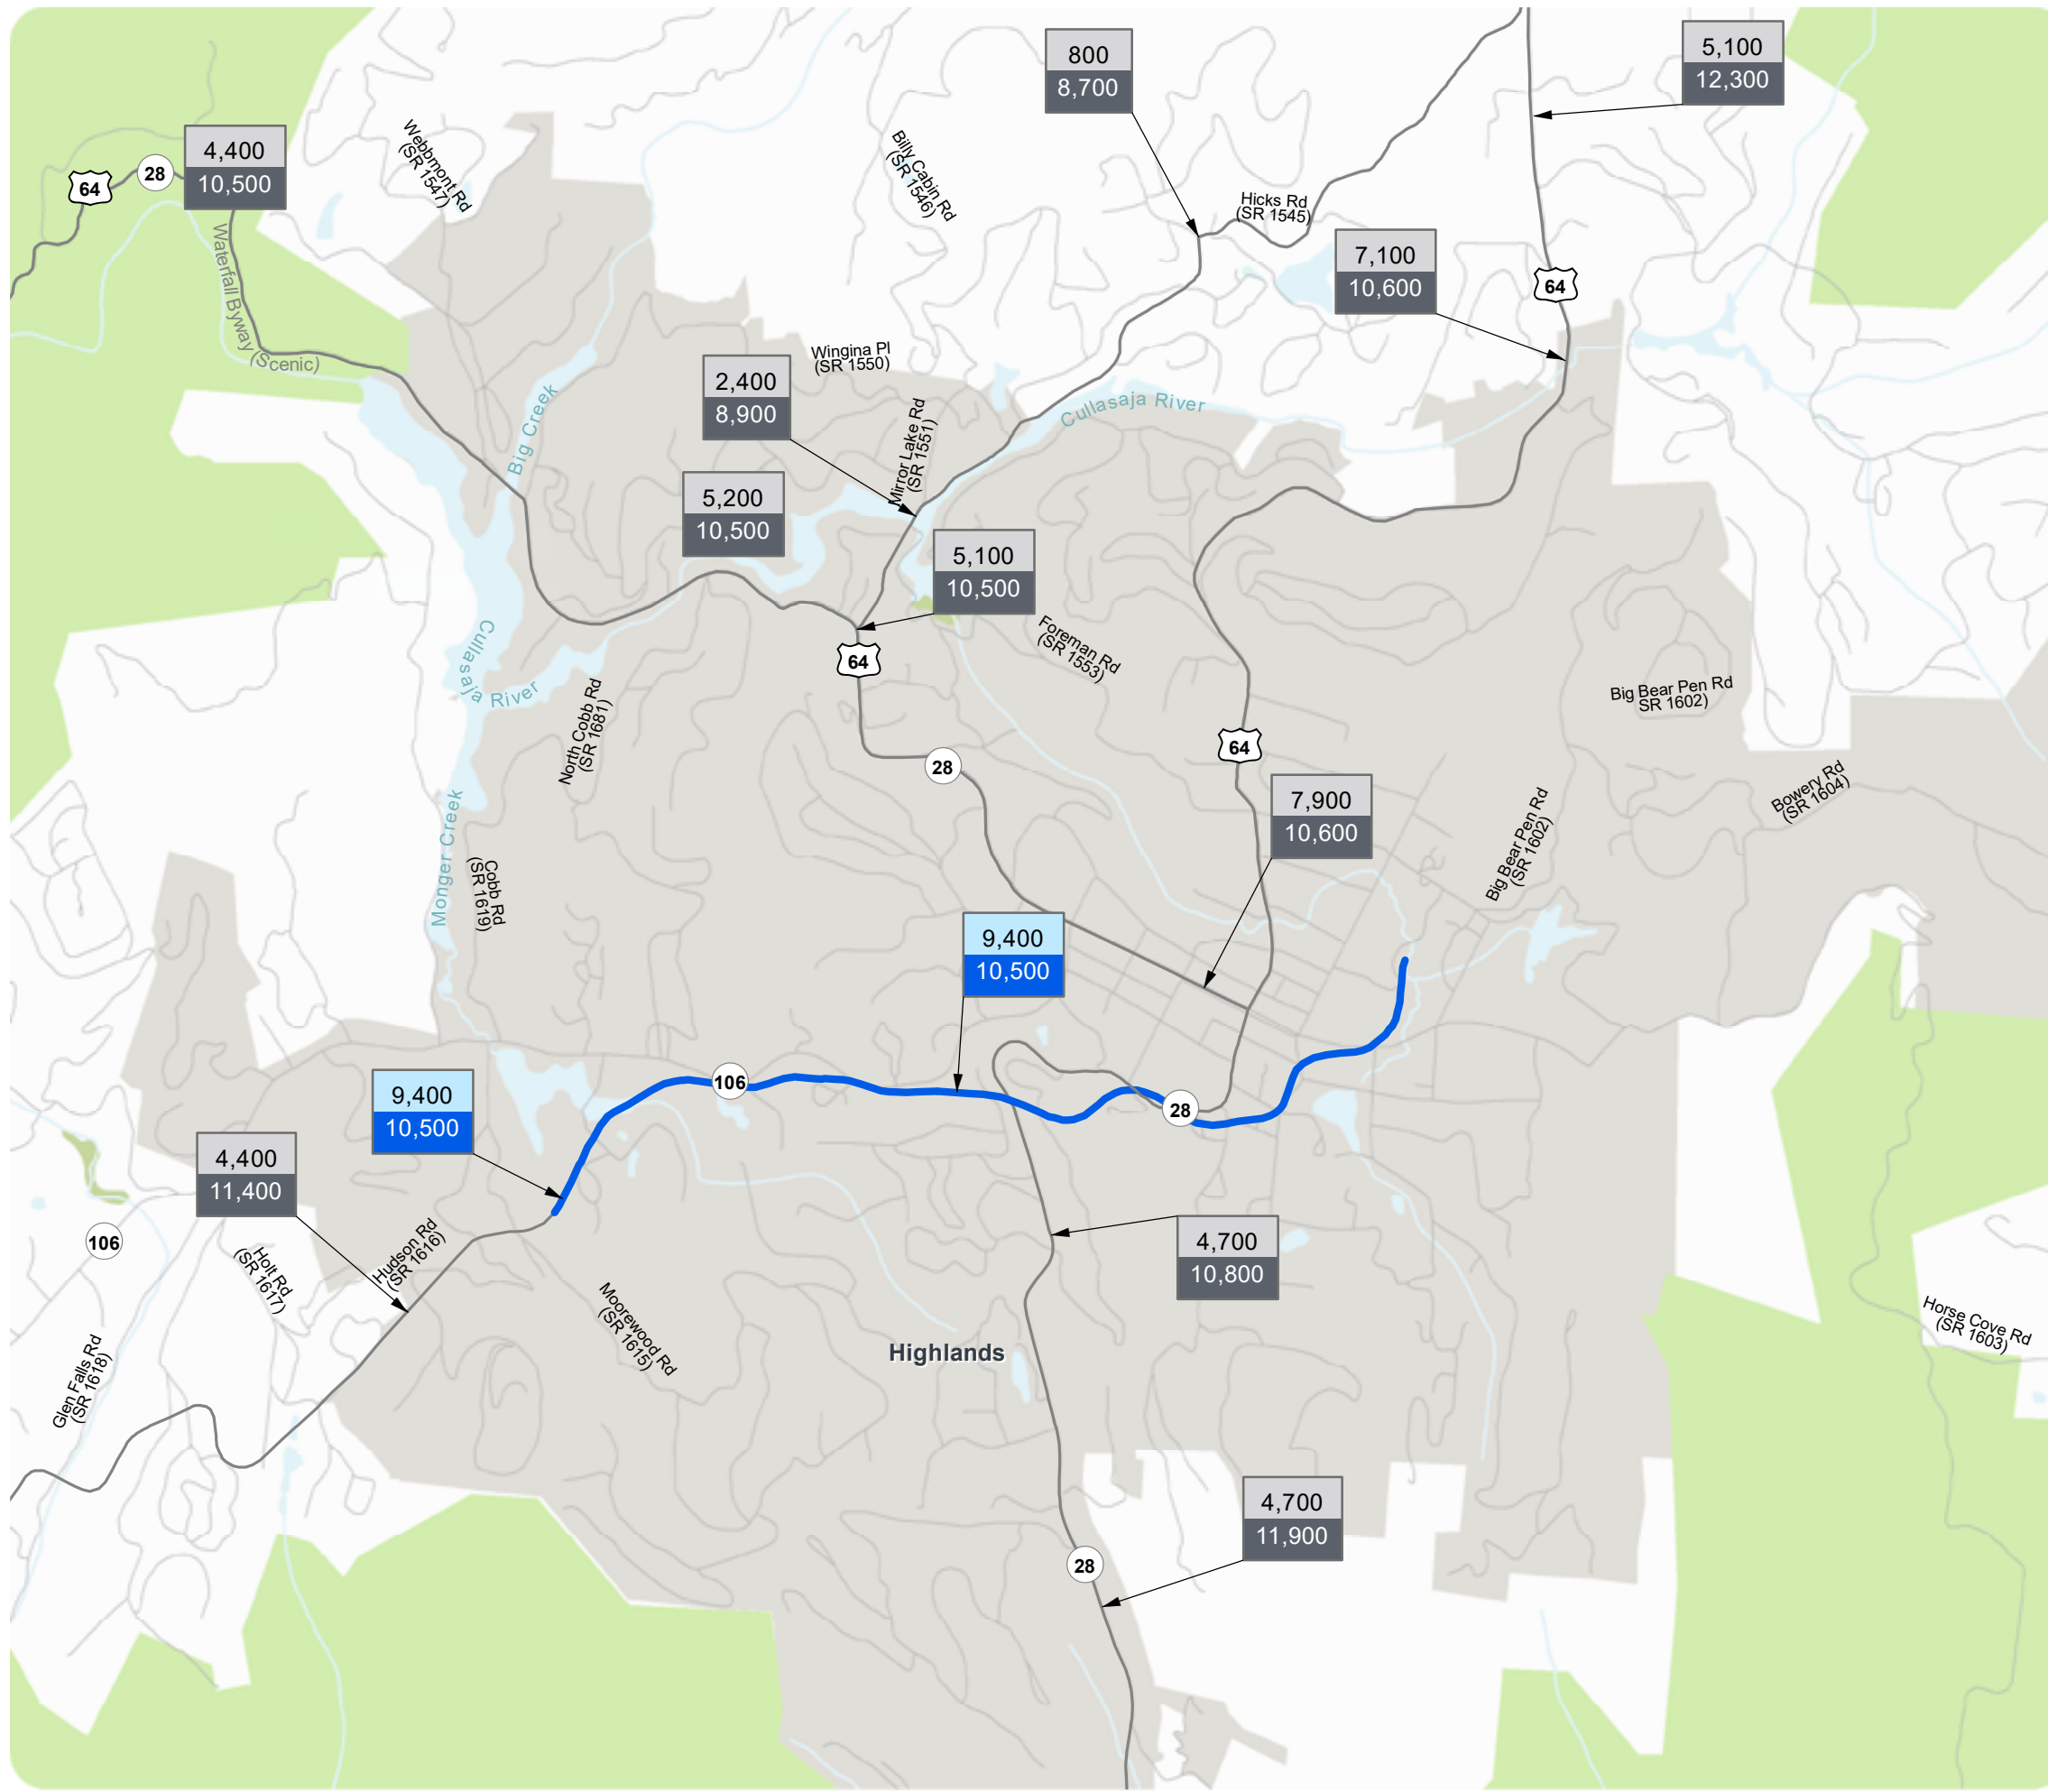 5,100
12,300
800
8,700
4,400
10,500
64
28
Webbmont Rd
(SR 1547)
Billy Cabin Rd
(SR 1546)
Hicks Rd
(SR 1545)
7,100
10,600
64
Waterfall Byway (Scenic)
Wingina Pl
(SR 1550)
2,400
8,900
Mirror Lake Rd
(SR 1551)
Cullasaja River
Big Creek
5,200
10,500
5,100
10,500
64
Foreman Rd
(SR 1553)
Cullasaja River
North Cobb Rd
(SR 1681)
Big Bear Pen Rd
SR 1602)
64
28
7,900
10,600
Bowery Rd
(SR 1604)
Big Bear Pen Rd
(SR 1602)
Monger Creek
Cobb Rd
(SR 1619)
9,400
10,500
106
28
9,400
10,500
4,400
11,400
106
Holt Rd
(SR 1617)
Hudson Rd
(SR 1616)
4,700
10,800
Moorewood Rd
(SR 1615)
Highlands
Glen Falls Rd
(SR 1618)
Horse Cove Rd
(SR 1603)
4,700
11,900
28